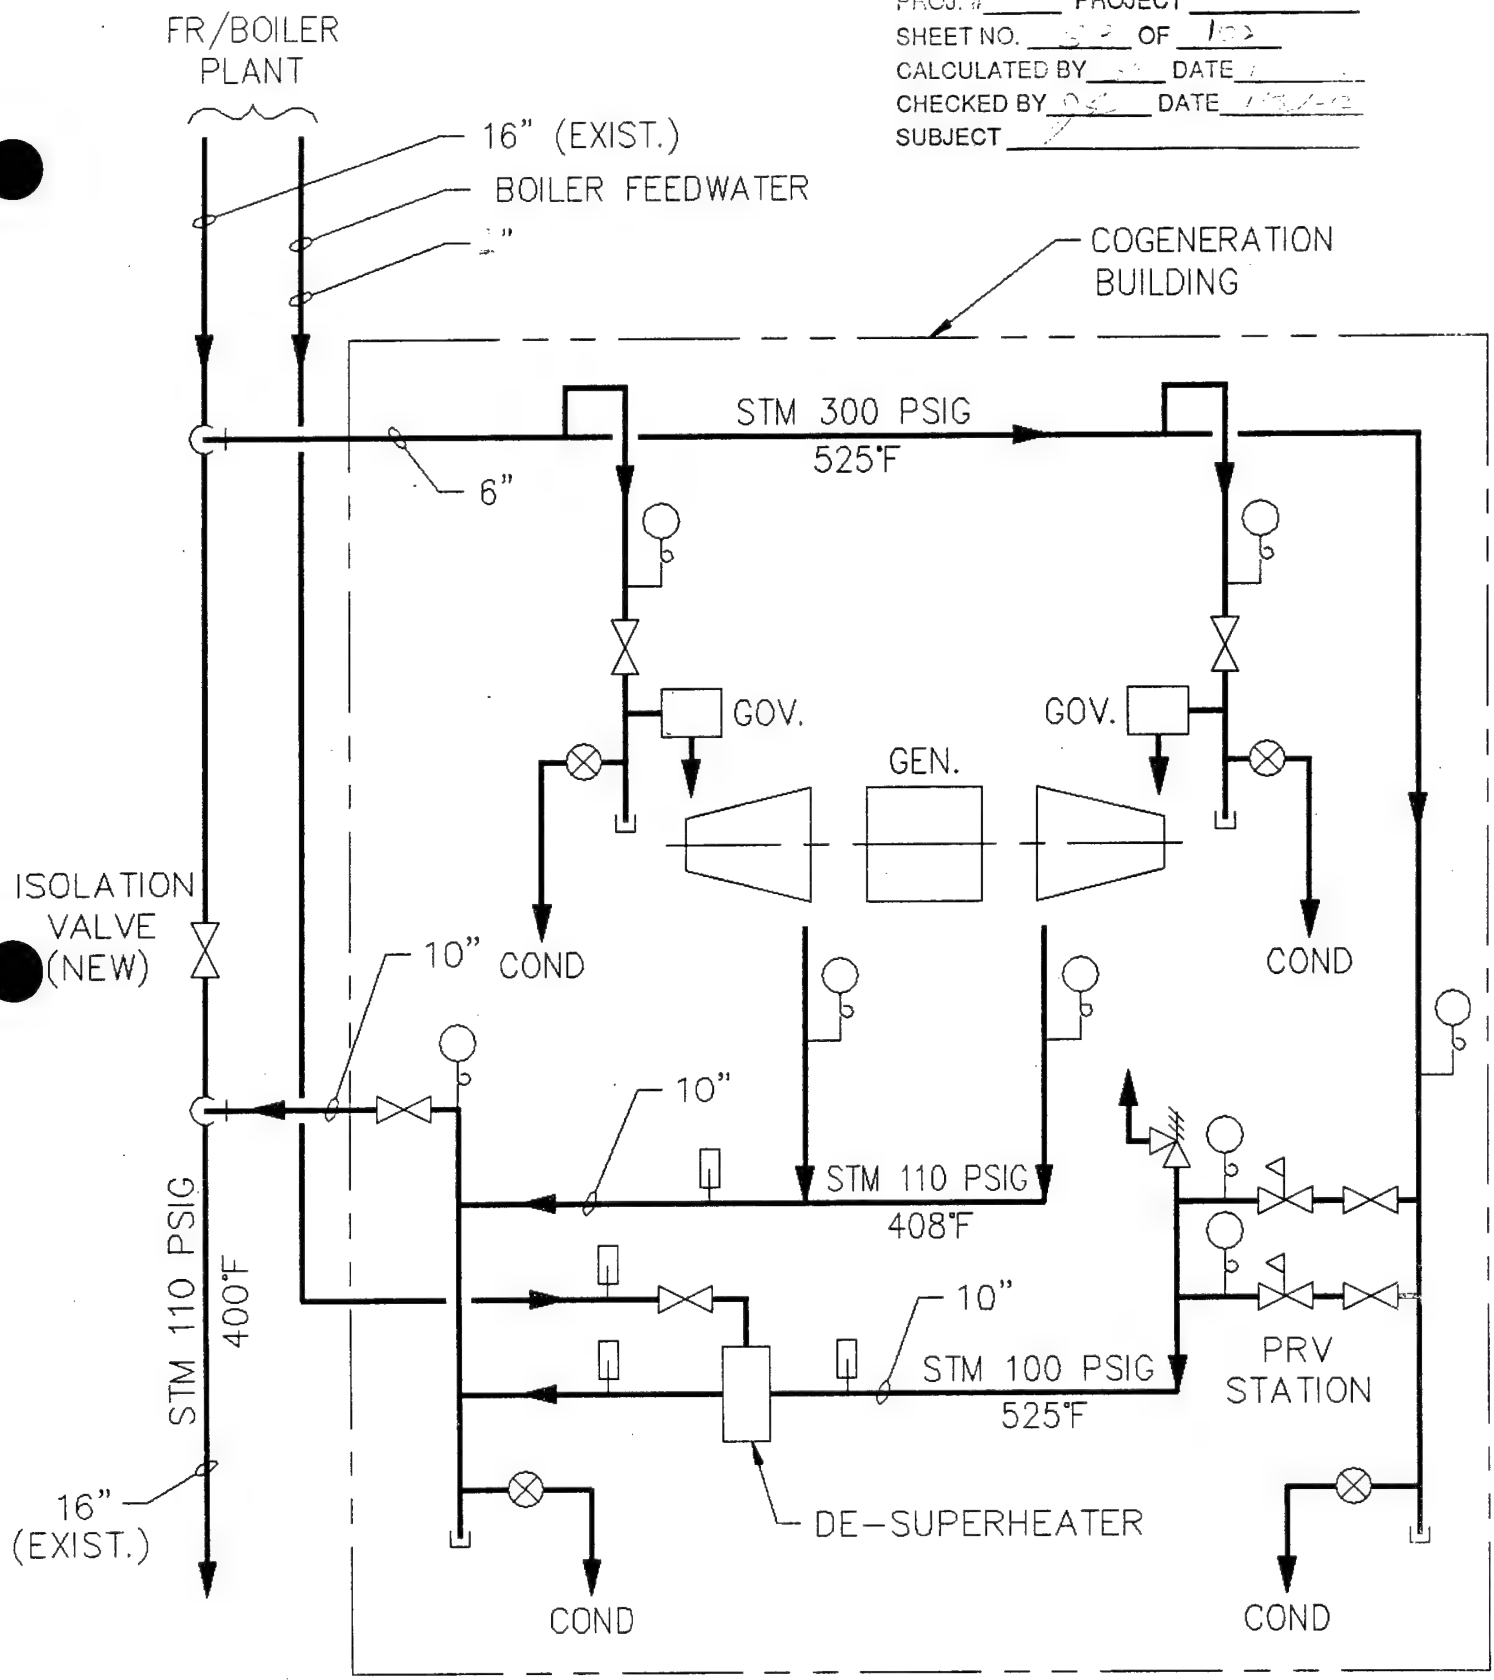 PROJ. # PROJECT
SHEET NO. OF
CALCULATED BY DATE
CHECKED BY DATE
SUBJECT
FR/BOILER
PLANT
16" (EXIST.)
BOILER FEEDWATER
COGENERATION
BUILDING
STM 300 PSIG
525°F
6"
GOV.
GOV.
GEN.
ISOLATION
VALVE
(NEW)
10"
COND
COND
10"
STM 110 PSIG
408°F
STM 110 PSIG
400°F
10"
STM 100 PSIG
525°F
PRV
STATION
16"
(EXIST.)
DE-SUPERHEATER
COND
COND